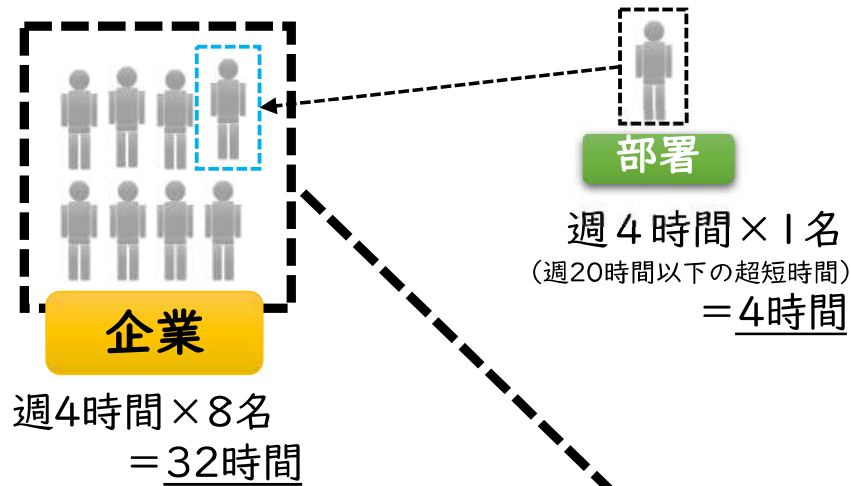 部署
週４時間×1名
(週20時間以下の超短時間)
＝4時間
企業
週4時間×8名
＝32時間